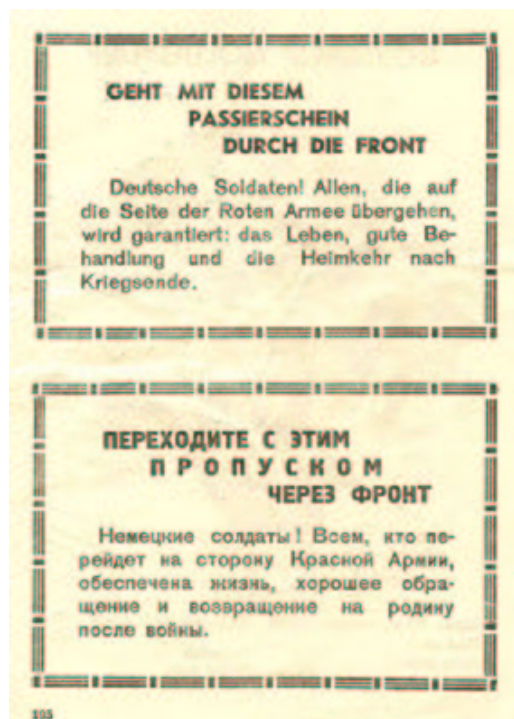 GEHT MIT DIESEM
PASSIERSCHEIN
DURCH DIE FRONT
Deutsche Soldaten! Allen, die auf
die Seite der Roten Armee übergehen,
wird garantiert: das Leben, gute Be-
handlung und die Heimkehr nach
Kriegsende.
ПЕРЕХОДИТЕ С ЭТИМ
ПРОПУСКОМ
ЧЕРЕЗ ФРОНТ
Немецкие солдаты! Всем, кто пе-
рейдет на сторону Красной Армии,
обеспечена жизнь, хорошее обра-
щение и возвращение на родину
после войны.